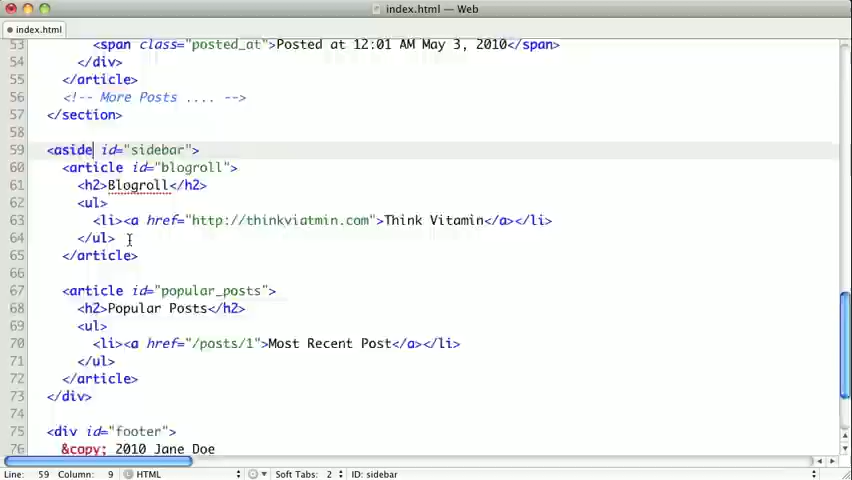 index.html — Web
index.html
53 <span class="posted_at">Posted at 12:01 AM May 3, 2010</span>
54 </div>
55 </article>
56 <!-- More Posts .... -->
57 </section>
58
59 <aside id="sidebar">
60 <article id="blogroll">
61 <h2>Blogroll</h2>
62 <ul>
63 <li><a href="http://thinkviatmin.com">Think Vitamin</a></li>
64 </ul>
65 </article>
66
67 <article id="popular_posts">
68 <h2>Popular Posts</h2>
69 <ul>
70 <li><a href="/posts/1">Most Recent Post</a></li>
71 </ul>
72 </article>
73 </div>
74
75 <div id="footer">
76 &copy; 2010 Jane Doe
Line: 59 Column: 9 HTML Soft Tabs: 2 ID: sidebar